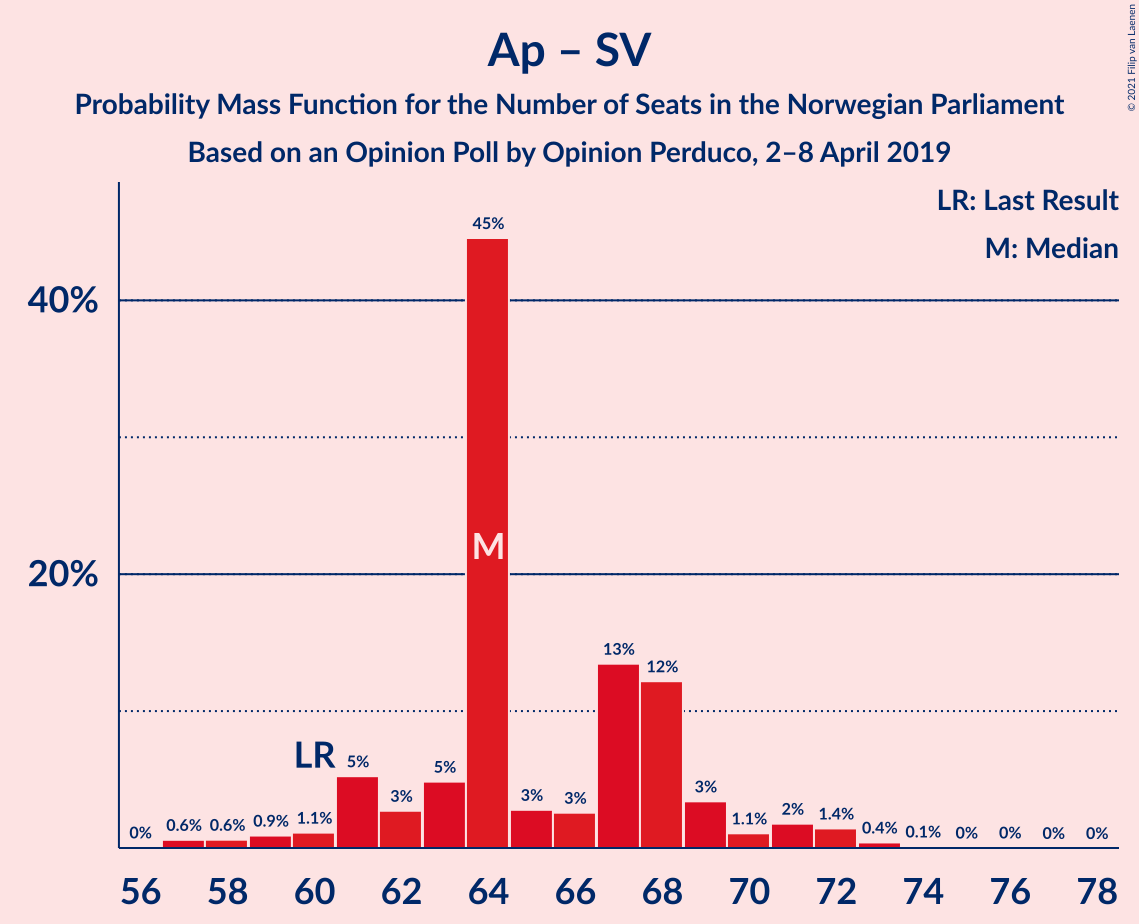 Ap – SV
Probability Mass Function for the Number of Seats in the Norwegian Parliament
Based on an Opinion Poll by Opinion Perduco, 2–8 April 2019
© 2021 Filip van Laenen
LR: Last Result
M: Median
40%
20%
0% 0.6% 0.6% 0.9% 1.1% 5% 3% 5% 45% 3% 3% 13% 12% 3% 1.1% 2% 1.4% 0.4% 0.1% 0% 0% 0% 0%
LR
M
56 58 60 62 64 66 68 70 72 74 76 78